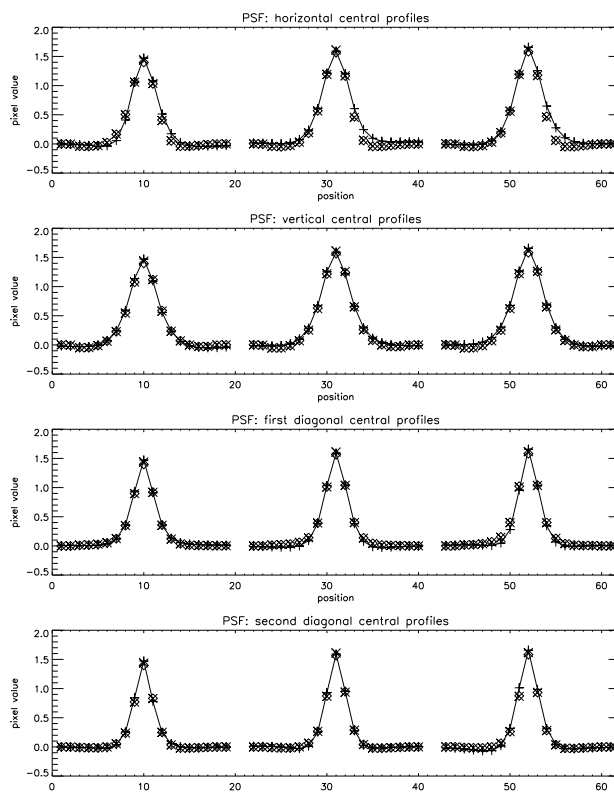 PSF: horizontal central profiles
2.0
1.5
1.0
0.5
0.0
−0.5
pixel value
0 10 20 30 40 50 60
position
PSF: vertical central profiles
2.0
1.5
1.0
0.5
0.0
−0.5
pixel value
0 10 20 30 40 50 60
position
PSF: first diagonal central profiles
2.0
1.5
1.0
0.5
0.0
−0.5
pixel value
0 10 20 30 40 50 60
position
PSF: second diagonal central profiles
2.0
1.5
1.0
0.5
0.0
−0.5
pixel value
0 10 20 30 40 50 60